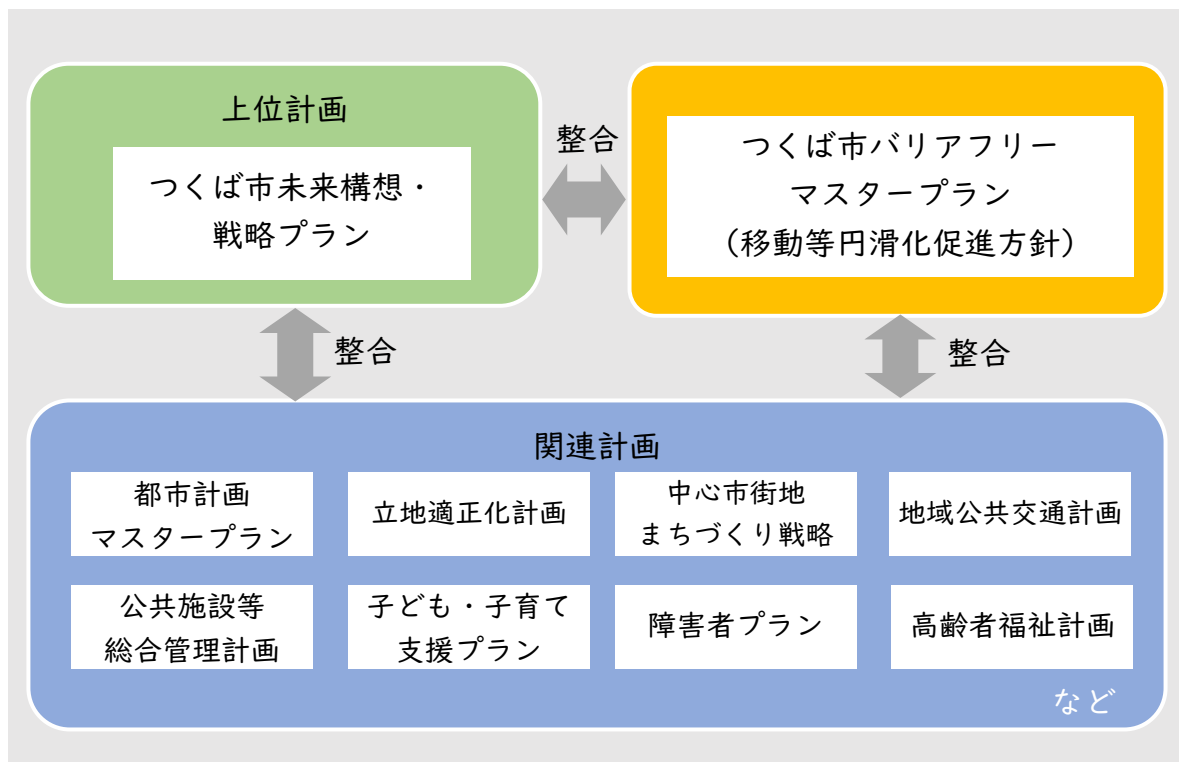 上位計画
つくば市未来構想・
戦略プラン
整合
つくば市バリアフリー
マスタープラン
（移動等円滑化促進方針）
整合
整合
関連計画
都市計画
マスタープラン
立地適正化計画
中心市街地
まちづくり戦略
地域公共交通計画
公共施設等
総合管理計画
子ども・子育て
支援プラン
障害者プラン
高齢者福祉計画
など